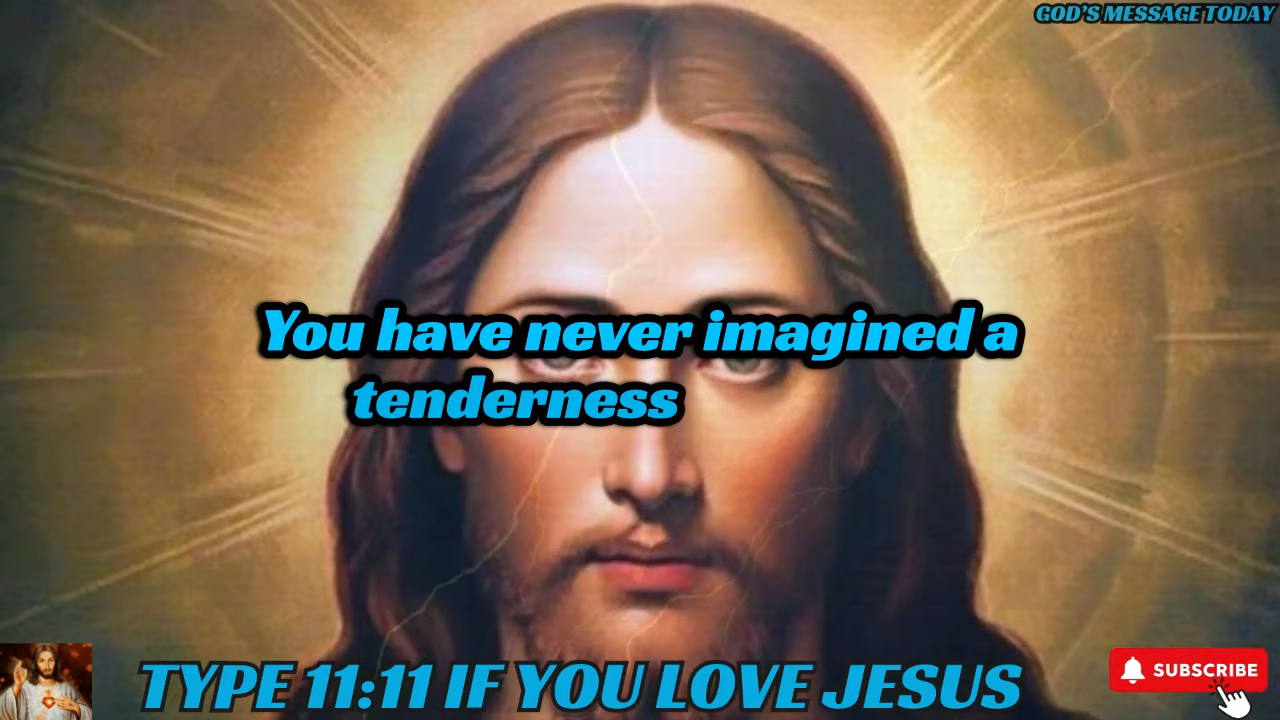 GOD'S MESSAGE TODAY
You have never imagined a
tenderness
TYPE 11:11 IF YOU LOVE JESUS
SUBSCRIBE